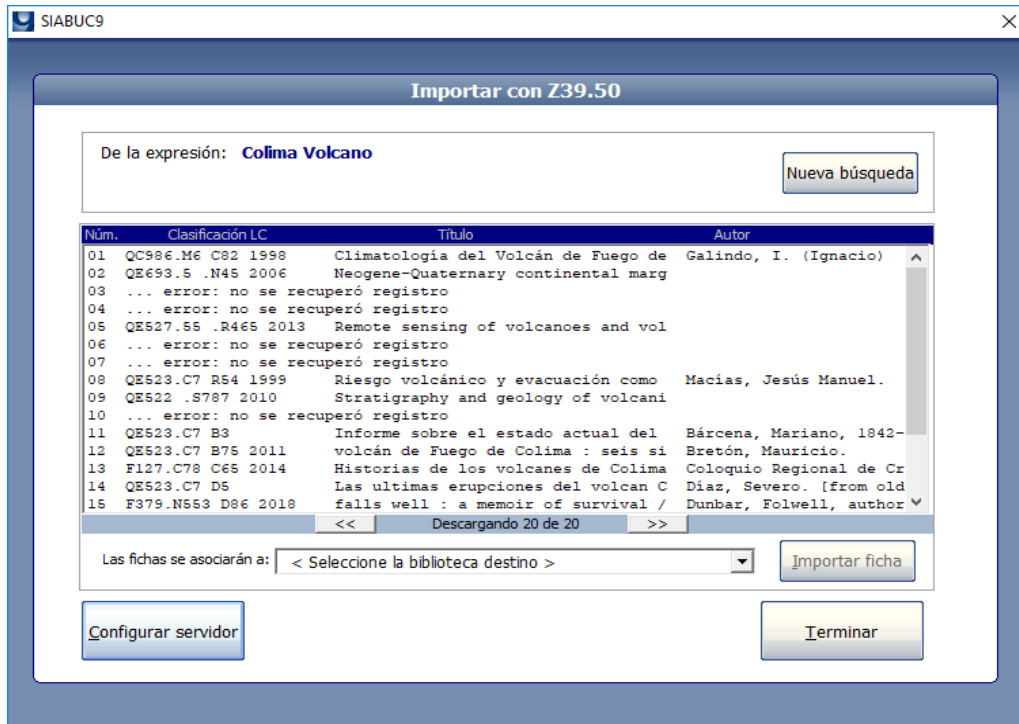 SIABUC9
Importar con Z39.50
De la expresión: Colima Volcano
Nueva búsqueda
Núm. Clasificación LC Título Autor
01 QC986.M6 C82 1998 Climatología del Volcán de Fuego de Galindo, I. (Ignacio)
02 QE693.5 .N45 2006 Neogene-Quaternary continental marg
03 ... error: no se recuperó registro
04 ... error: no se recuperó registro
05 QE527.55 .R465 2013 Remote sensing of volcanoes and vol
06 ... error: no se recuperó registro
07 ... error: no se recuperó registro
08 QE523.C7 R54 1999 Riesgo volcánico y evacuación como Macías, Jesús Manuel.
09 QE522 .S787 2010 Stratigraphy and geology of volcani
10 ... error: no se recuperó registro
11 QE523.C7 B3 Informe sobre el estado actual del Bárcena, Mariano, 1842-
12 QE523.C7 B75 2011 volcán de Fuego de Colima : seis si Bretón, Mauricio.
13 F127.C78 C65 2014 Historias de los volcanes de Colima Coloquio Regional de Cr
14 QE523.C7 D5 Las ultimas erupciones del volcan C Díaz, Severo. [from old
15 F379.N553 D86 2018 falls well : a memoir of survival / Dunbar, Folwell, author
<< Descargando 20 de 20 >>
Las fichas se asociarán a: < Seleccione la biblioteca destino > Importar ficha
Configurar servidor Terminar